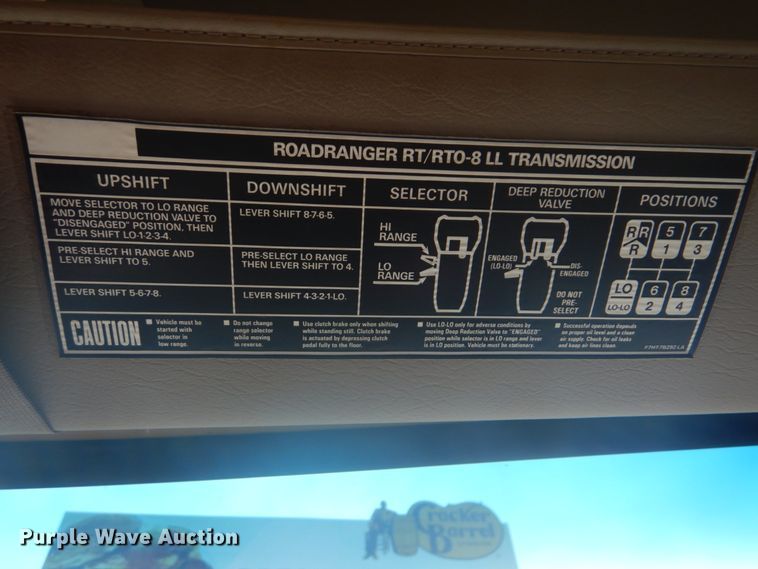 ROADRANGER RT/RTO-8 LL TRANSMISSION
UPSHIFT
MOVE SELECTOR TO LO RANGE
AND DEEP REDUCTION VALVE TO
"DISENGAGED" POSITION, THEN
LEVER SHIFT LO-1-2-3-4.
PRE-SELECT HI RANGE AND
LEVER SHIFT TO 5.
LEVER SHIFT 5-6-7-8.
DOWNSHIFT
LEVER SHIFT 8-7-6-5.
PRE-SELECT LO RANGE
THEN LEVER SHIFT TO 4.
LEVER SHIFT 4-3-2-1-LO.
SELECTOR
HI
RANGE
LO
RANGE
DEEP REDUCTION
VALVE
ENGAGED
(LO-LO)
DIS-
ENGAGED
DO NOT
PRE-
SELECT
POSITIONS
R R 5 7
R 1 3
LO 6 8
LO-LO 2 4
CAUTION
Vehicle must be
started with
selector in
low range.
Do not change
range selector
while moving
in reverse.
Use clutch brake only when shifting
while standing still. Clutch brake
is actuated by depressing clutch
pedal fully to the floor.
Use LO-LO only for adverse conditions by
moving Deep Reduction Valve to "ENGAGED"
position while selector is in LO range and lever
is in LO position. Vehicle must be stationary.
Successful operation depends
on proper oil level and a clean
air supply. Check for oil leaks
and keep air lines clean.
Cracker
Barrel
Purple Wave Auction